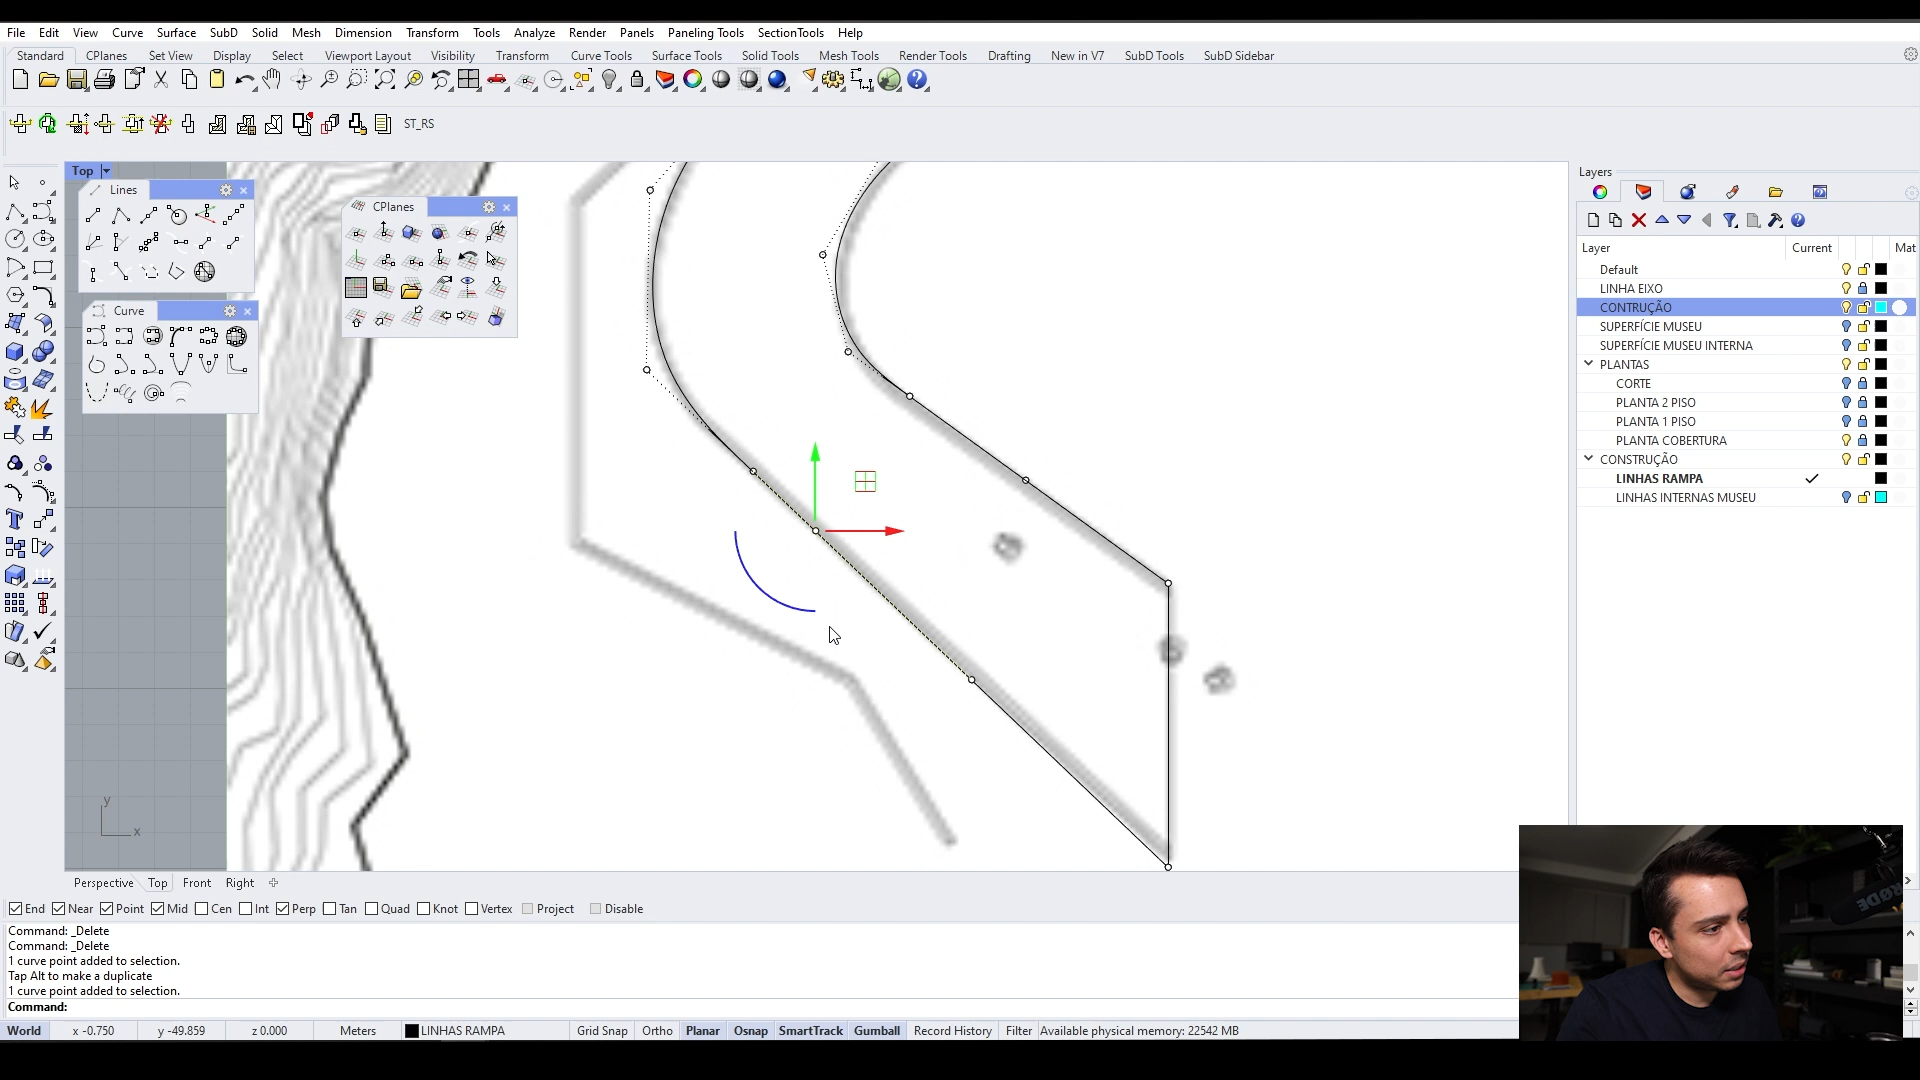 File Edit View Curve Surface SubD Solid Mesh Dimension Transform Tools Analyze Render Panels Paneling Tools SectionTools Help
Standard CPlanes Set View Display Select Viewport Layout Visibility Transform Curve Tools Surface Tools Solid Tools Mesh Tools Render Tools Drafting New in V7 SubD Tools SubD Sidebar
ST_RS
Top
Lines
CPlanes
Curve
y
x
Layers
Layer Current Mat
Default
LINHA EIXO
CONTRUÇÃO
SUPERFÍCIE MUSEU
SUPERFÍCIE MUSEU INTERNA
PLANTAS
CORTE
PLANTA 2 PISO
PLANTA 1 PISO
PLANTA COBERTURA
CONSTRUÇÃO
LINHAS RAMPA
LINHAS INTERNAS MUSEU
Perspective Top Front Right
End Near Point Mid Cen Int Perp Tan Quad Knot Vertex Project Disable
Command: _Delete
Command: _Delete
1 curve point added to selection.
Tap Alt to make a duplicate
1 curve point added to selection.
Command:
World x -0.750 y -49.859 z 0.000 Meters LINHAS RAMPA Grid Snap Ortho Planar Osnap SmartTrack Gumball Record History Filter Available physical memory: 22542 MB
RØDE